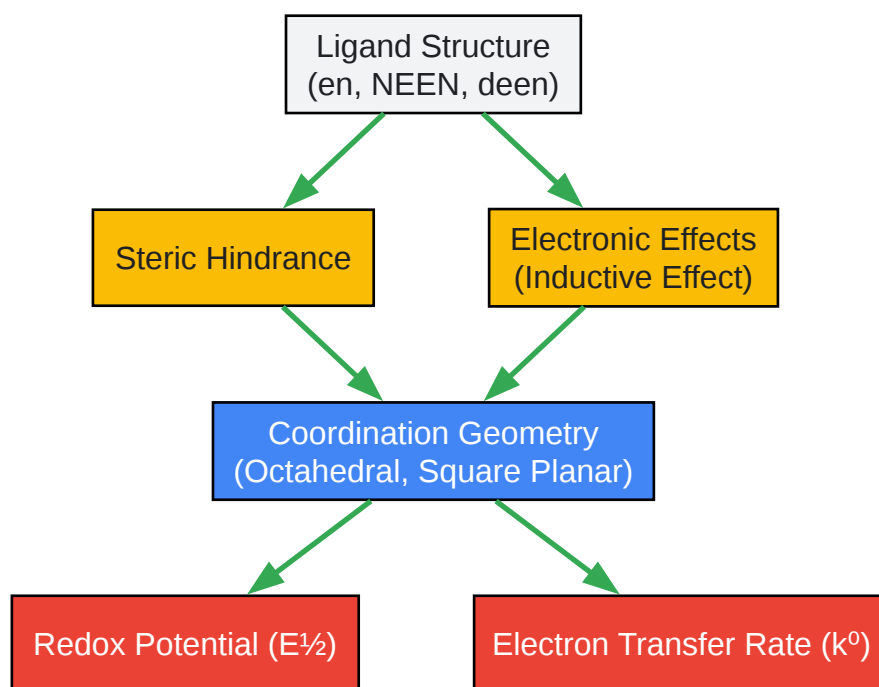 Ligand Structure
(en, NEEN, deen)
Steric Hindrance
Electronic Effects
(Inductive Effect)
Coordination Geometry
(Octahedral, Square Planar)
Redox Potential (E½)
Electron Transfer Rate (k⁰)